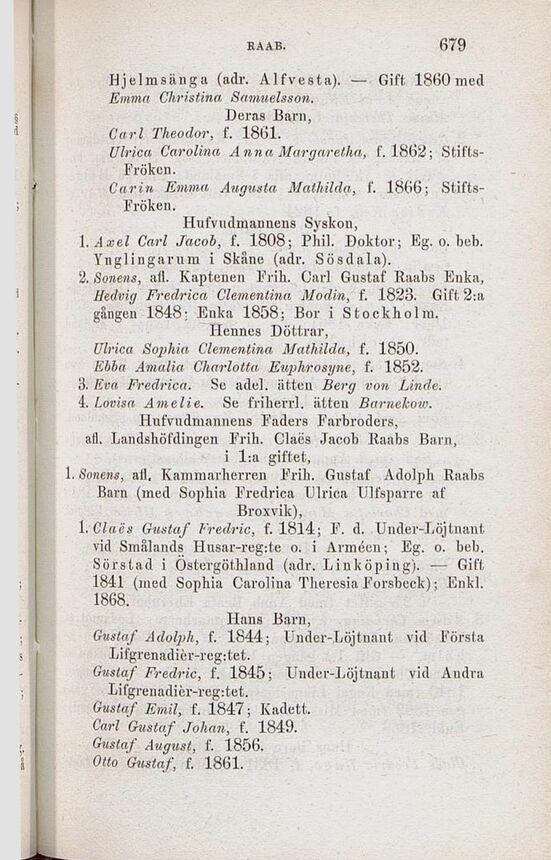 RAAB. 679
Hjelmsänga (adr. Alfvesta). — Gift 1860 med
Emma Christina Samuelsson.
Deras Barn,
Carl Theodor, f. 1861.
Ulrica Carolina Anna Margaretha, f. 1862; Stifts-
Fröken.
Carin Emma Augusta Mathilda, f. 1866; Stifts-
Fröken.
Hufvudmannens Syskon,
1. Axel Carl Jacob, f. 1808; Phil. Doktor; Eg. o. beb.
Ynglingarum i Skåne (adr. Sösdala).
2. Sonens, afl. Kaptenen Frih. Carl Gustaf Raabs Enka,
Hedvig Fredrica Clementina Modin, f. 1823. Gift 2:a
gången 1848; Enka 1858; Bor i Stockholm.
Hennes Döttrar,
Ulrica Sophia Clementina Mathilda, f. 1850.
Ebba Amalia Charlotta Euphrosyne, f. 1852.
3. Eva Fredrica. Se adel. ätten Berg von Linde.
4. Lovisa Amelie. Se friherrl. ätten Barnekow.
Hufvudmannens Faders Farbroders,
afl. Landshöfdingen Frih. Claës Jacob Raabs Barn,
i 1:a giftet,
1. Sonens, afl. Kammarherren Frih. Gustaf Adolph Raabs
Barn (med Sophia Fredrica Ulrica Ulfsparre af
Broxvik),
1. Claës Gustaf Fredric, f. 1814; F. d. Under-Löjtnant
vid Smålands Husar-reg:te o. i Arméen; Eg. o. beb.
Sörstad i Östergöthland (adr. Linköping). — Gift
1841 (med Sophia Carolina Theresia Forsbeck); Enkl.
1868.
Hans Barn,
Gustaf Adolph, f. 1844; Under-Löjtnant vid Första
Lifgrenadièr-reg:tet.
Gustaf Fredric, f. 1845; Under-Löjtnant vid Andra
Lifgrenadièr-reg:tet.
Gustaf Emil, f. 1847; Kadett.
Carl Gustaf Johan, f. 1849.
Gustaf August, f. 1856.
Otto Gustaf, f. 1861.